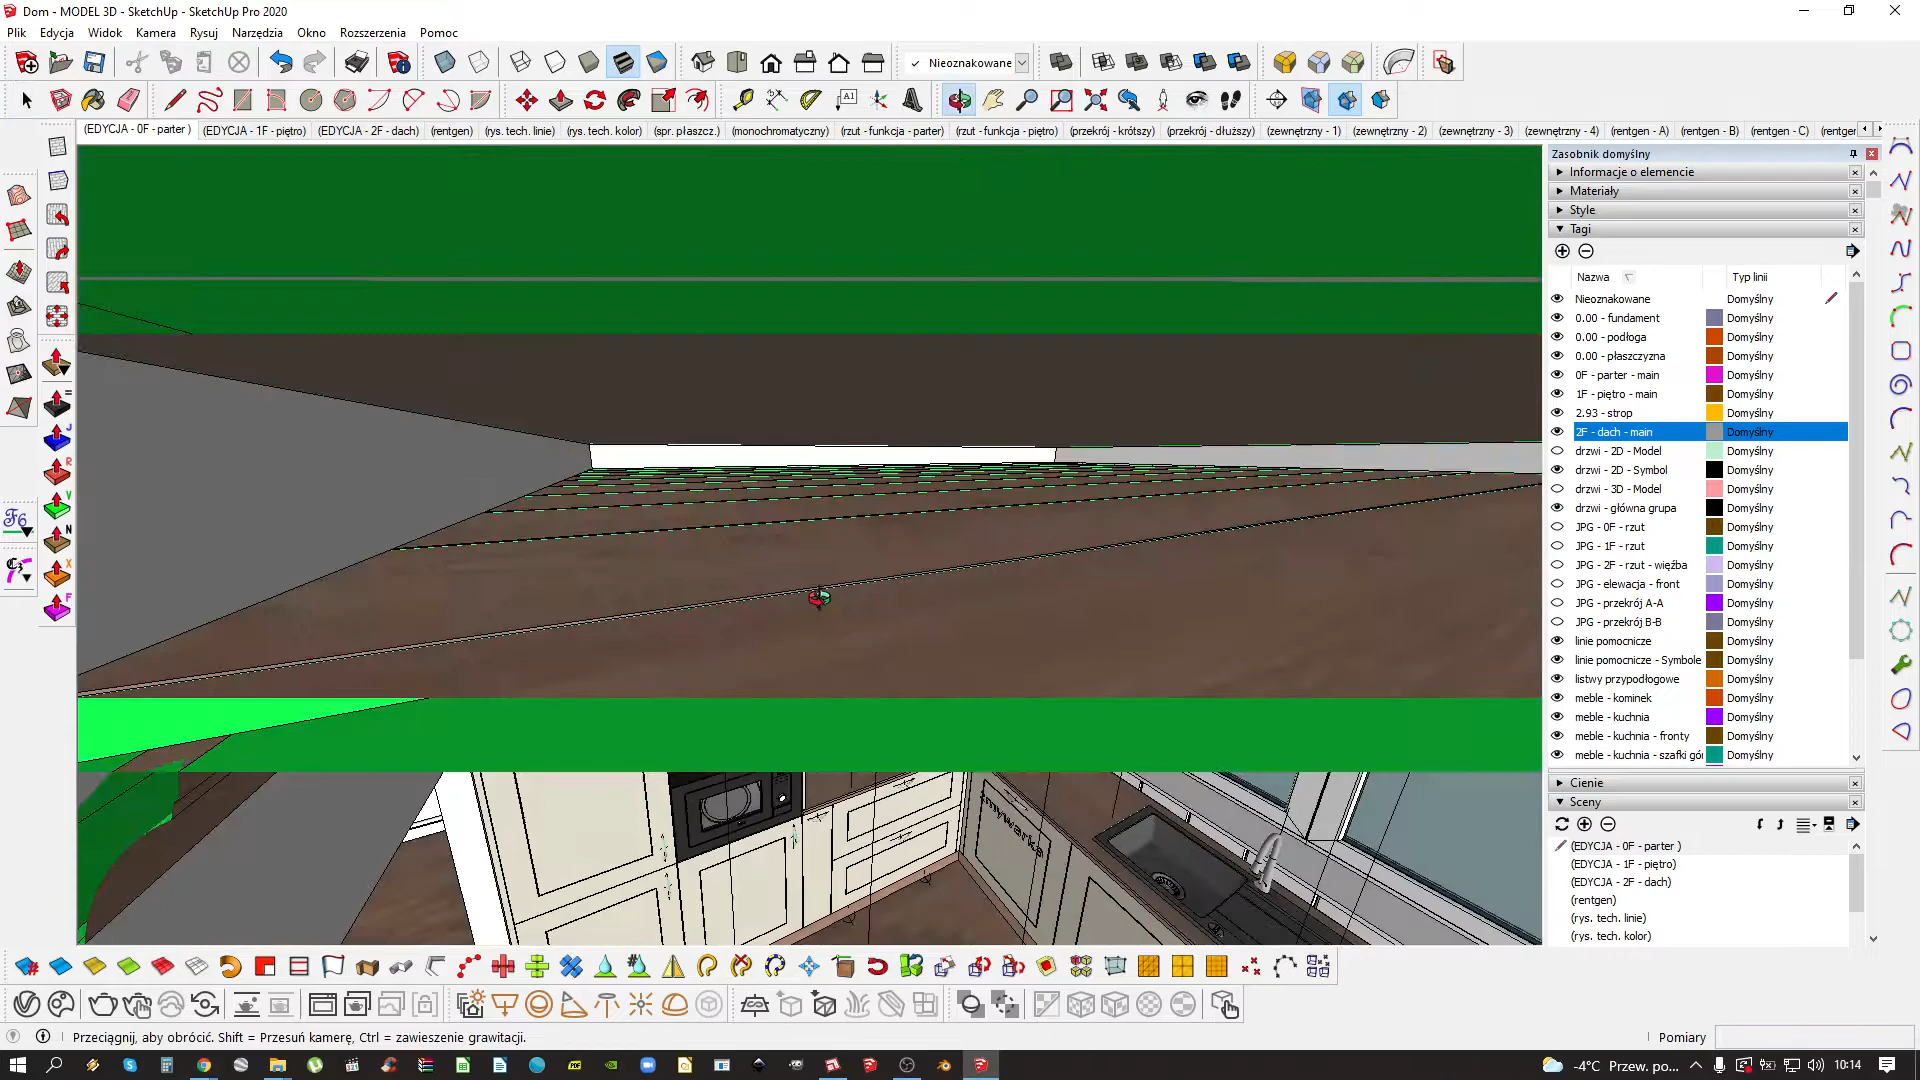 Dom - MODEL 3D - SketchUp - SketchUp Pro 2020
Plik Edycja Widok Kamera Rysuj Narzędzia Okno Rozszerzenia Pomoc
Nieoznakowane
A1
(EDYCJA - 0F - parter ) (EDYCJA - 1F - piętro) (EDYCJA - 2F - dach) (rentgen) (rys. tech. linie) (rys. tech. kolor) (spr. płaszcz.) (monochromatyczny) (rzut - funkcja - parter) (rzut - funkcja - piętro) (przekrój - krótszy) (przekrój - dłuższy) (zewnętrzny - 1) (zewnętrzny - 2) (zewnętrzny - 3) (zewnętrzny - 4) (rentgen - A) (rentgen - B) (rentgen - C) (rentger
Zasobnik domyślny
Informacje o elemencie
Materiały
Style
Tagi
Nazwa Typ linii
Nieoznakowane Domyślny
0.00 - fundament Domyślny
0.00 - podłoga Domyślny
0.00 - płaszczyzna Domyślny
0F - parter - main Domyślny
1F - piętro - main Domyślny
2.93 - strop Domyślny
2F - dach - main Domyślny
drzwi - 2D - Model Domyślny
drzwi - 2D - Symbol Domyślny
drzwi - 3D - Model Domyślny
drzwi - główna grupa Domyślny
JPG - 0F - rzut Domyślny
JPG - 1F - rzut Domyślny
JPG - 2F - rzut - więźba Domyślny
JPG - elewacja - front Domyślny
JPG - przekrój A-A Domyślny
JPG - przekrój B-B Domyślny
linie pomocnicze Domyślny
linie pomocnicze - Symbole Domyślny
listwy przypodłogowe Domyślny
meble - kominek Domyślny
meble - kuchnia Domyślny
meble - kuchnia - fronty Domyślny
meble - kuchnia - szafki gór Domyślny
Cienie
Sceny
(EDYCJA - 0F - parter )
(EDYCJA - 1F - piętro)
(EDYCJA - 2F - dach)
(rentgen)
(rys. tech. linie)
(rys. tech. kolor)
J
R
V
N
X
F
F6
zmywarka
Przeciągnij, aby obrócić. Shift = Przesuń kamerę, Ctrl = zawieszenie grawitacji.
Pomiary
-4°C Przew. po... 10:14